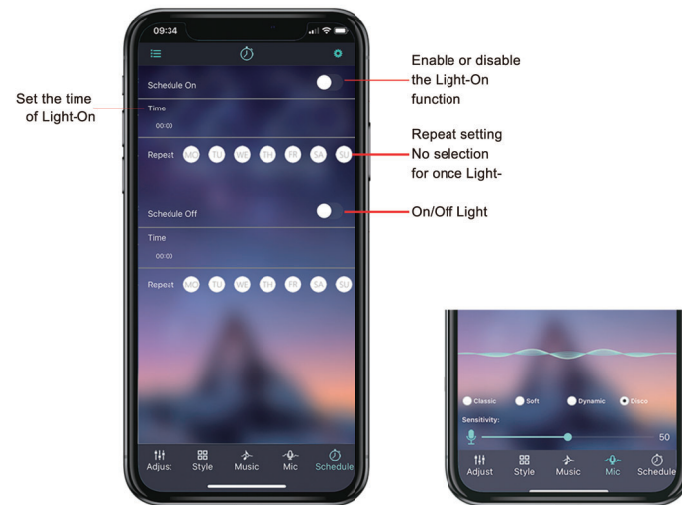 09:34
Schedule On
Enable or disable
the Light-On
function
Set the time
of Light-On
Time
00:00
Repeat MO TU WE TH FR SA SU
Repeat setting
No selection
for once Light-
Schedule Off
On/Off Light
Time
00:00
Repeat MO TU WE TH FR SA SU
Adjust Style Music Mic Schedule
Classic Soft Dynamic Disco
Sensitivity:
50
Adjust Style Music Mic Schedule